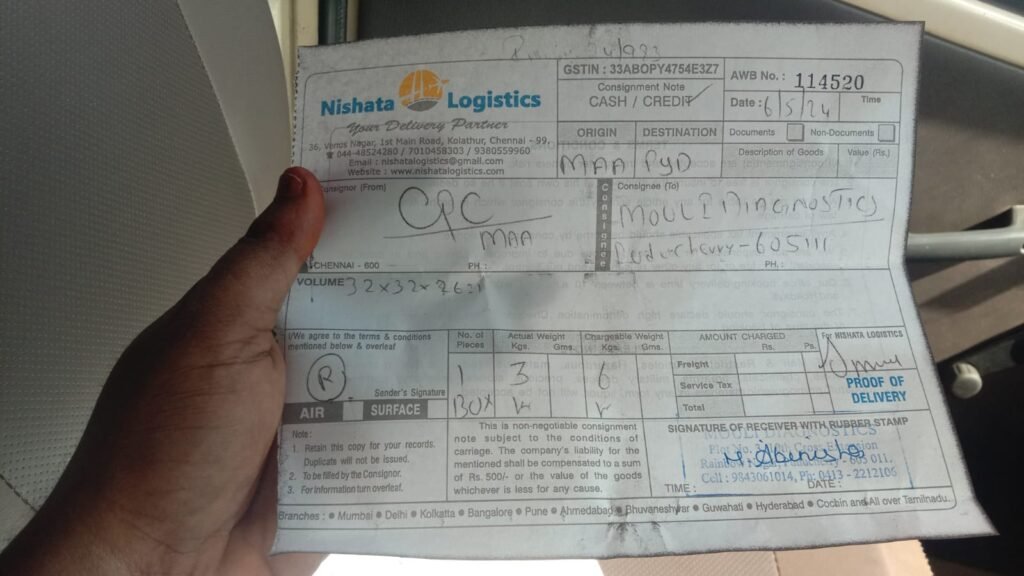 Nishata Logistics
Your Delivery Partner
36, Venus Nagar, 1st Main Road, Kolathur, Chennai - 99.
☎ 044-48524280 / 7010458303 / 9380559960
Email : nishatalogistics@gmail.com
Website : www.nishatalogistics.com
GSTIN : 33ABOPY4754E3Z7
Consignment Note
CASH / CREDIT ✓
AWB No.: 114520
Date: 6/5/24 Time
ORIGIN DESTINATION
MAA PYD
Documents Non-Documents
Description of Goods Value (Rs.)
Consignor (From)
CPC
MAA
CHENNAI - 600 PH :
Consignee
Consignee (To)
MOULI DIAGNOSTICS
- 605111
PH. :
VOLUME 32x32x
I/We agree to the terms & conditions
mentioned below & overleaf
R
Sender's Signature
AIR SURFACE
No. of Pieces Actual Weight Kgs. Gms. Chargeable Weight Kgs. Gms.
1 3 6
BOX
AMOUNT CHARGED
Rs. Ps.
Freight
Service Tax
Total
For NISHATA LOGISTICS
PROOF OF
DELIVERY
Note :
1. Retain this copy for your records.
Duplicate will not be issued.
2. To be filled by the Consignor.
3. For information turn overleaf.
This is non-negotiable consignment
note subject to the conditions of
carriage. The company's liability for
the mentioned shall be compensated to a sum
of Rs. 500/- or the value of the goods
whichever is less for any cause.
SIGNATURE OF RECEIVER WITH RUBBER STAMP
MOULI DIAGNOSTICS
Cell : 9843061014, Ph: 0413 - 2212106
TIME : DATE :
Branches : • Mumbai • Delhi • Kolkatta • Bangalore • Pune • Ahmedabad • Bhuvaneshwar • Guwahati • Hyderabad • Cochin and All over Tamilnadu.